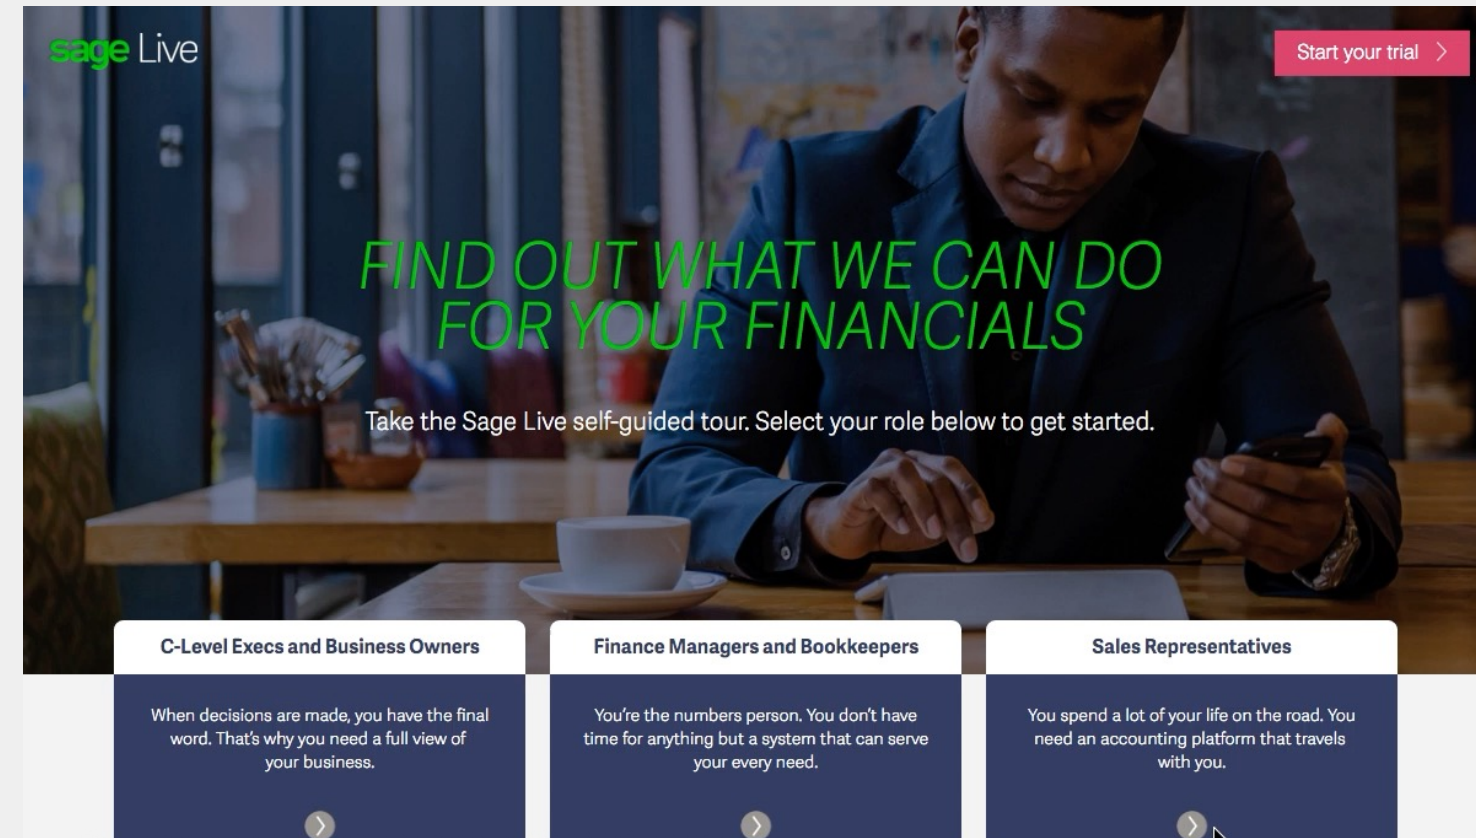 sage Live
Start your trial
FIND OUT WHAT WE CAN DO
FOR YOUR FINANCIALS
Take the Sage Live self-guided tour. Select your role below to get started.
C-Level Execs and Business Owners
When decisions are made, you have the final
word. That's why you need a full view of
your business.
Finance Managers and Bookkeepers
You're the numbers person. You don't have
time for anything but a system that can serve
your every need.
Sales Representatives
You spend a lot of your life on the road. You
need an accounting platform that travels
with you.